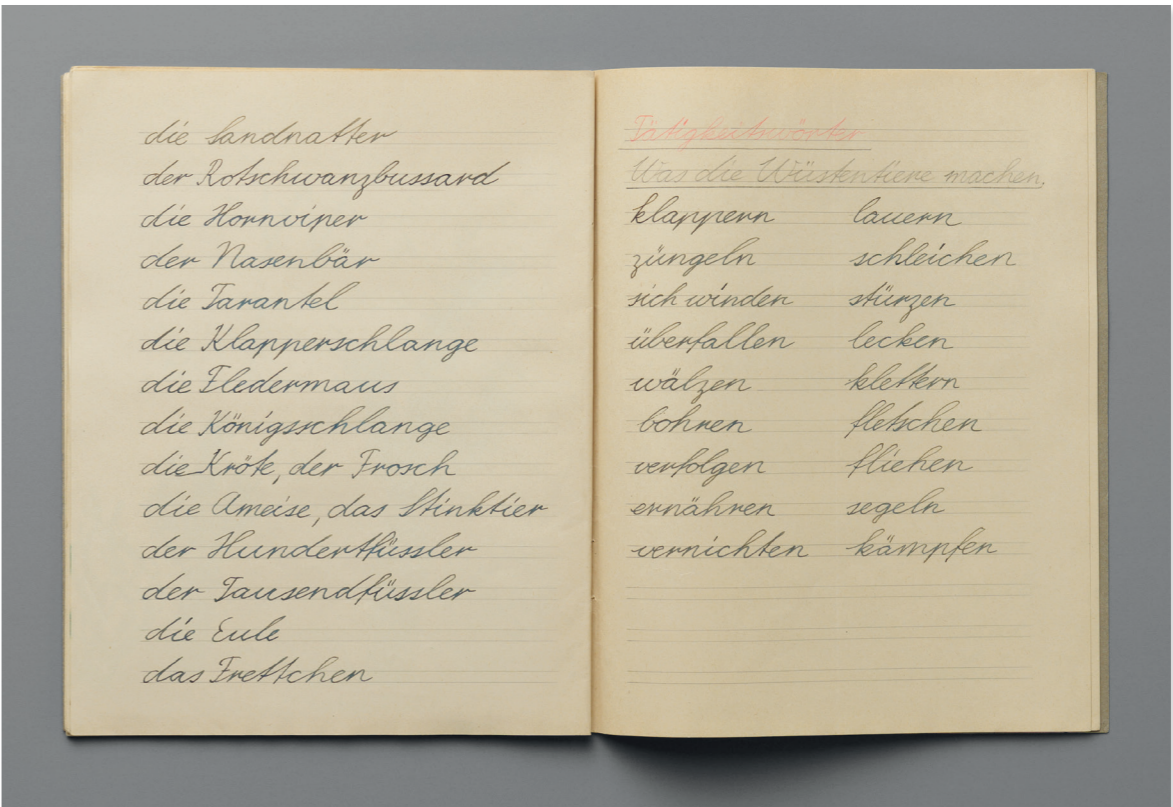 die Sandnatter
der Rotschwanzbussard
die Hornviper
der Nasenbär
die Tarantel
die Klapperschlange
die Fledermaus
die Königsschlange
die Kröte, der Frosch
die Ameise, das Stinktier
der Hundertfüssler
der Tausendfüssler
die Eule
das Frettchen
Tätigkeitswörter
Was die Wüstentiere machen.
klappern lauern
züngeln schleichen
sich winden stürzen
überfallen lecken
wälzen klettern
bohren fletschen
verfolgen fliehen
ernähren segeln
vernichten kämpfen